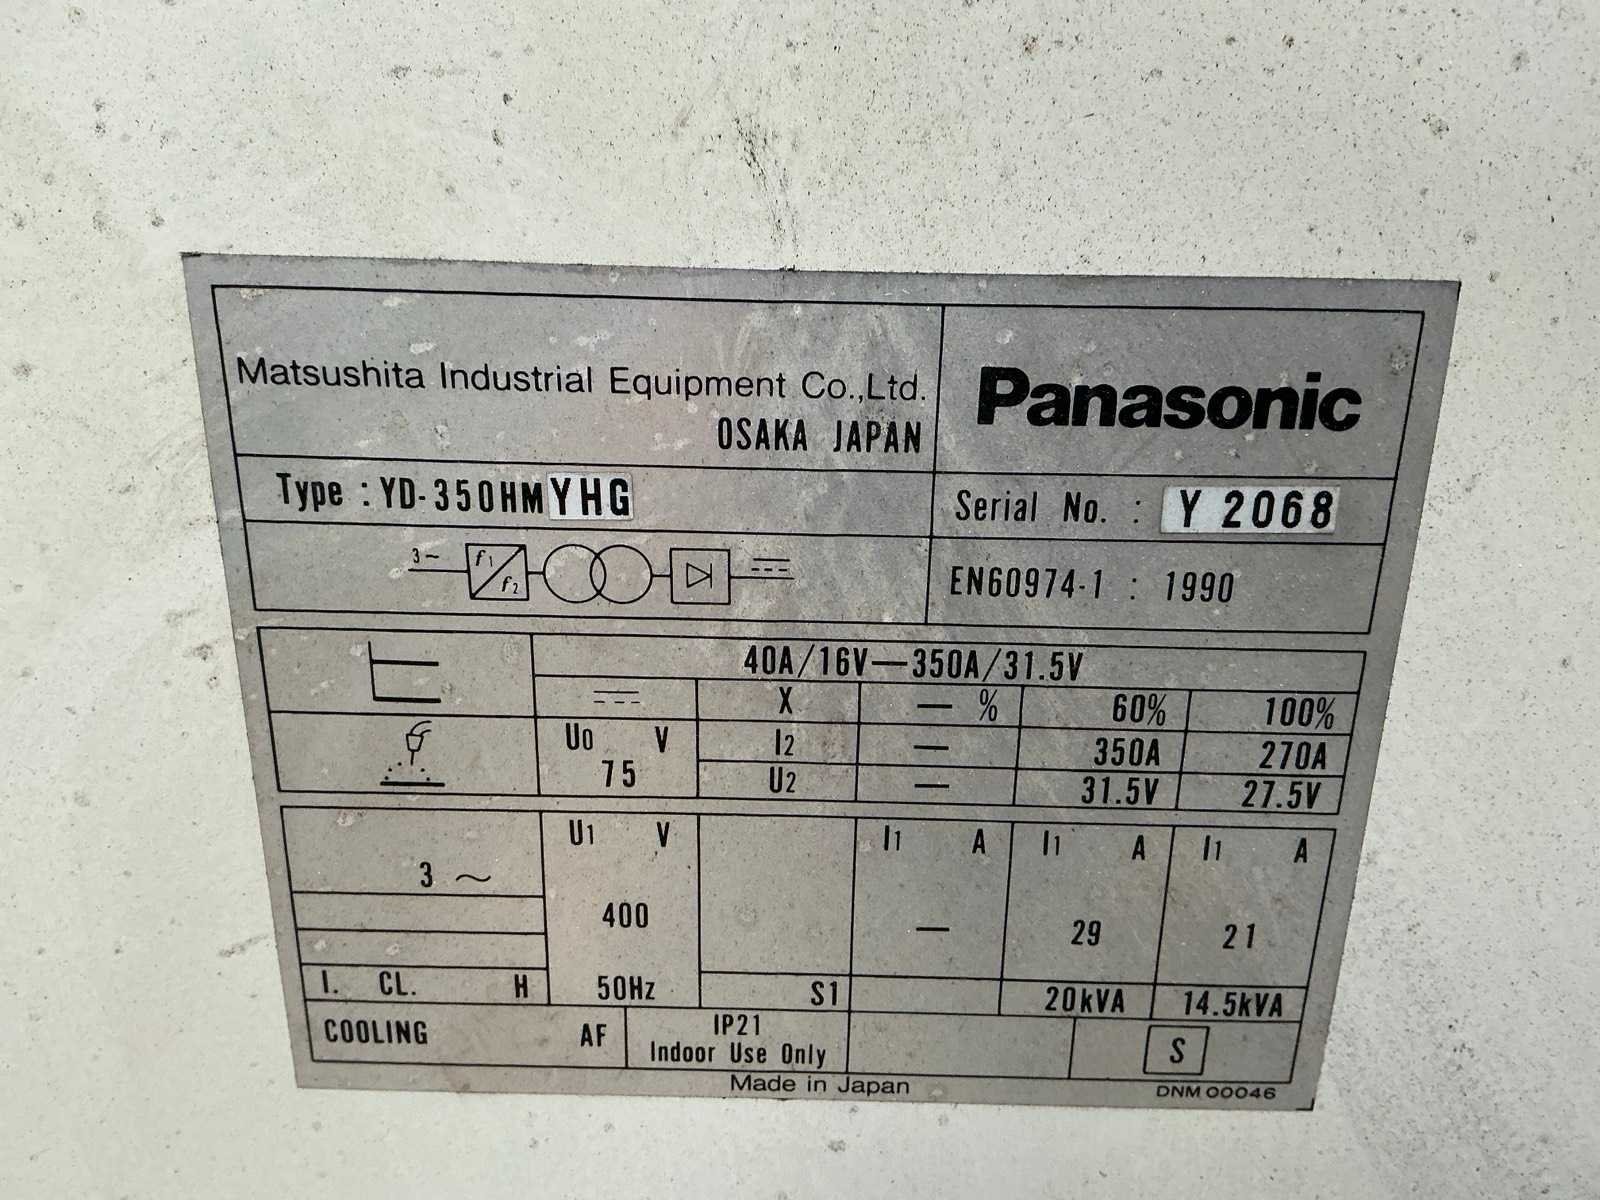 Matsushita Industrial Equipment Co.,Ltd.
OSAKA JAPAN
Panasonic
Type : YD-350HMYHG
Serial No. : Y 2068
3~ f1 f2
EN60974-1 : 1990
40A/16V—350A/31.5V
X — % 60% 100%
U0 V
75
I2 — 350A 270A
U2 — 31.5V 27.5V
3 ~
U1 V
400
50Hz
I1 A I1 A I1 A
— 29 21
I. CL. H
S1 20kVA 14.5kVA
COOLING AF
IP21
Indoor Use Only
S
Made in Japan
DNM 00046